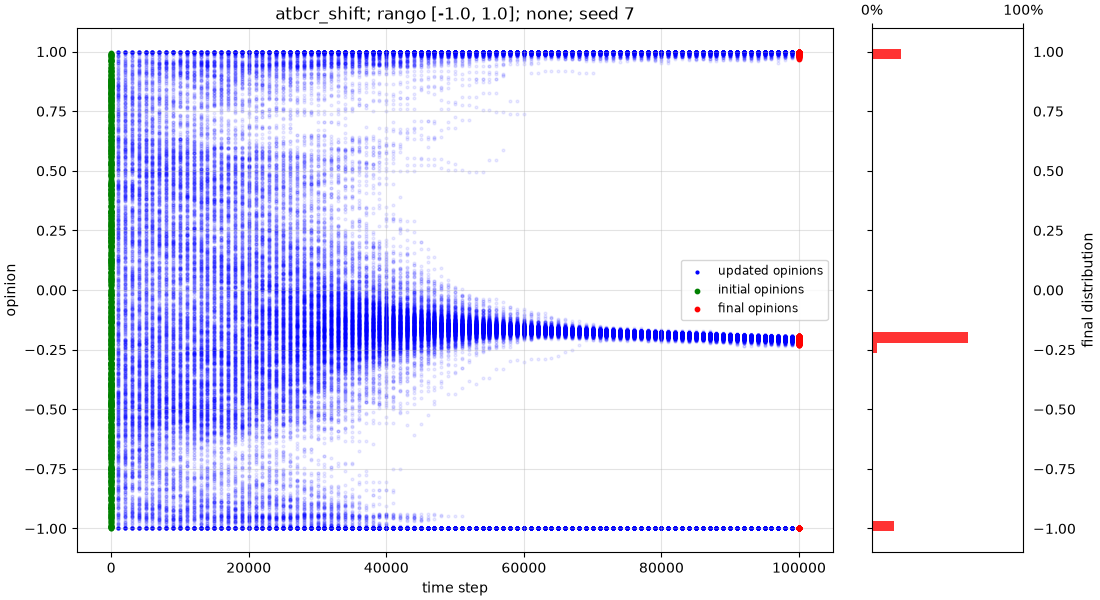 atbcr_shift; rango [-1.0, 1.0]; none; seed 7
0% 100%
1.00
0.75
0.50
0.25
0.00
−0.25
−0.50
−0.75
−1.00
opinion
updated opinions
initial opinions
final opinions
0 20000 40000 60000 80000 100000
time step
1.00
0.75
0.50
0.25
0.00
−0.25
−0.50
−0.75
−1.00
final distribution